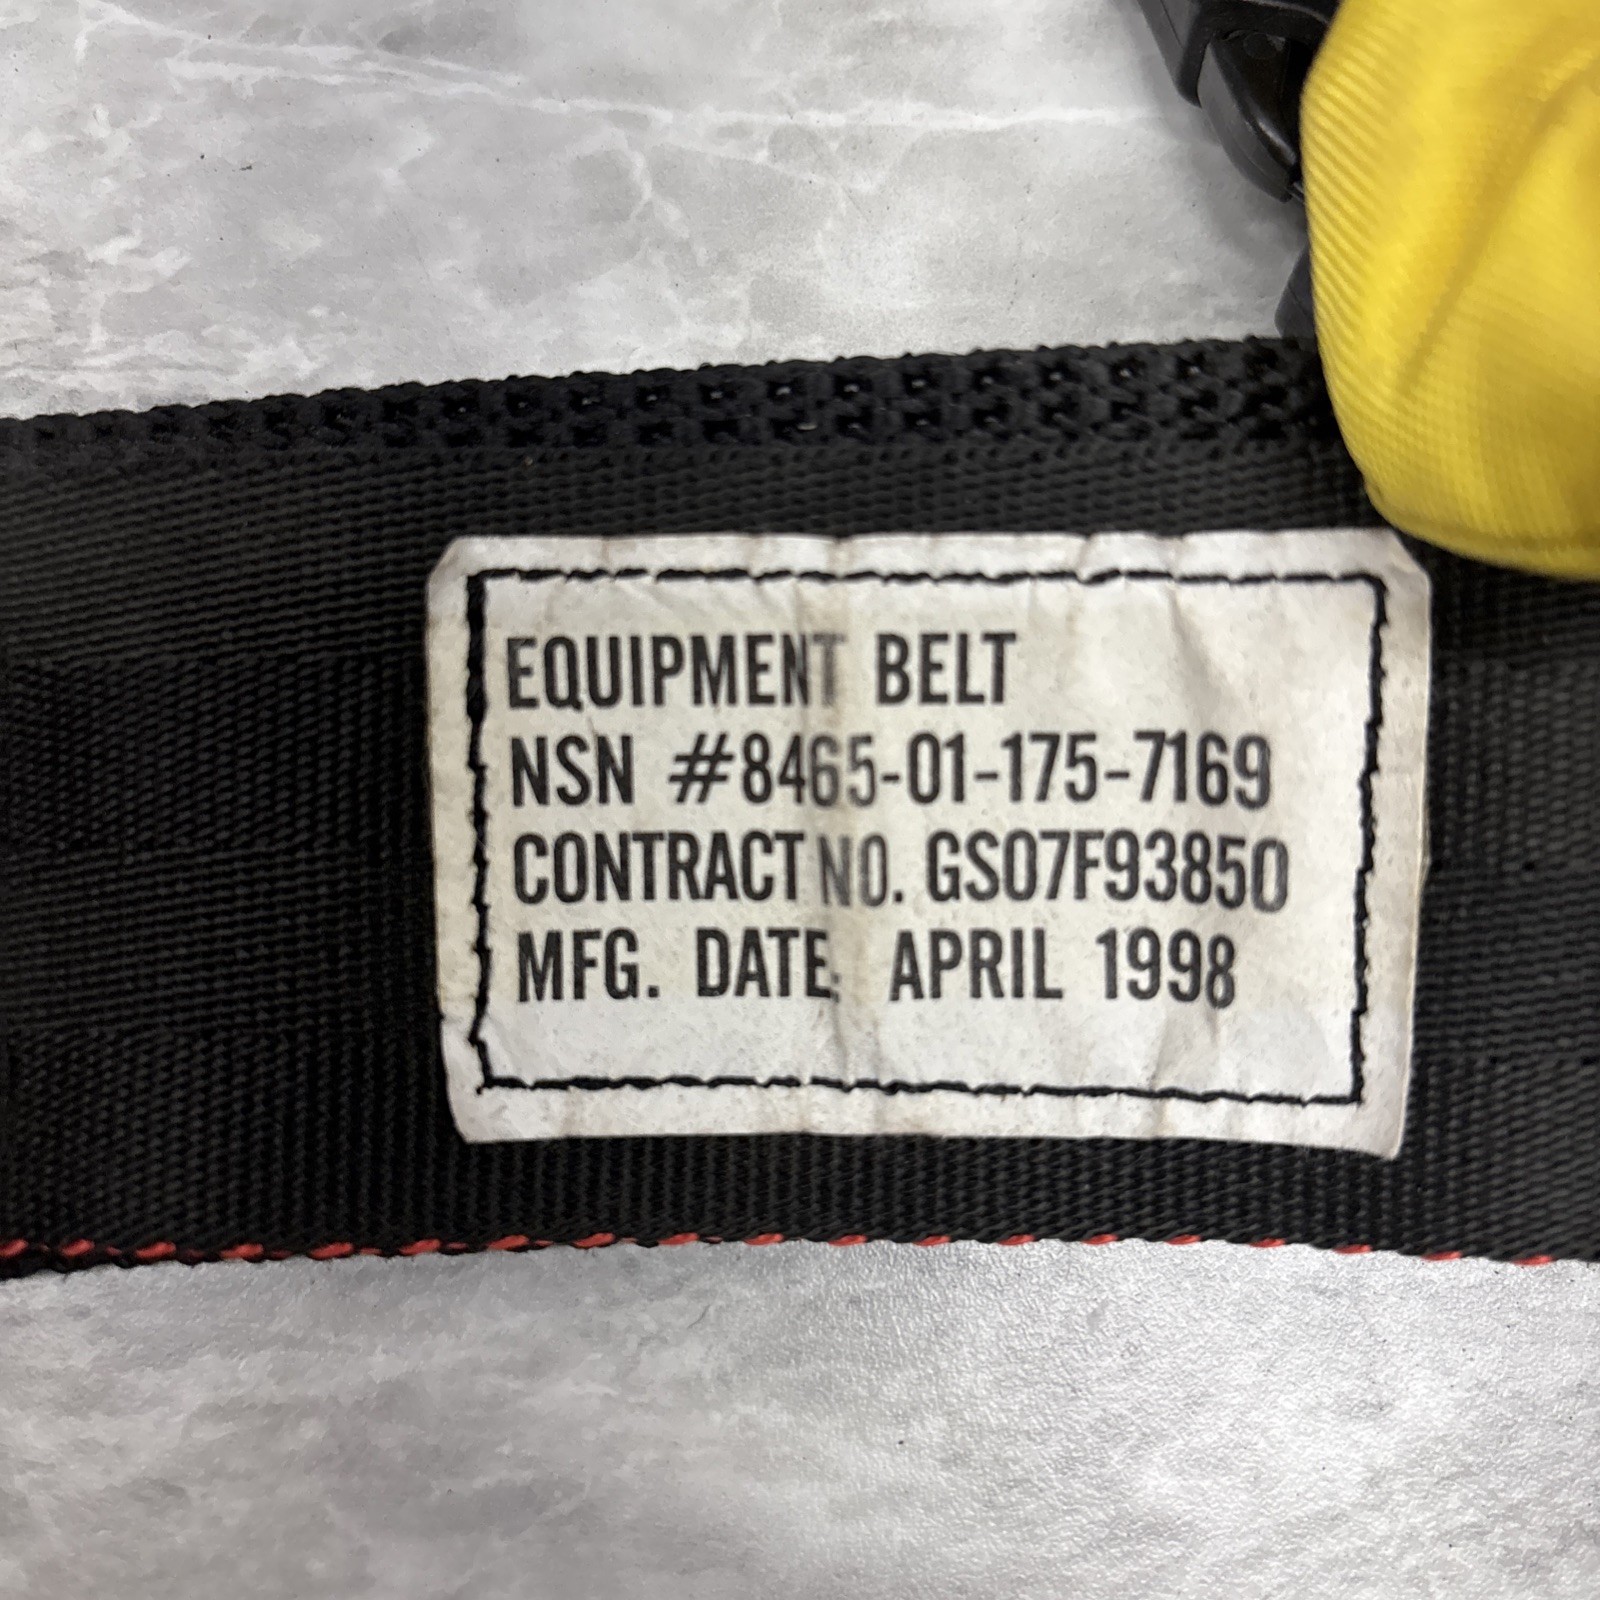 EQUIPMENT BELT
NSN #8465-01-175-7169
CONTRACT NO. GS07F93850
MFG. DATE: APRIL 1998